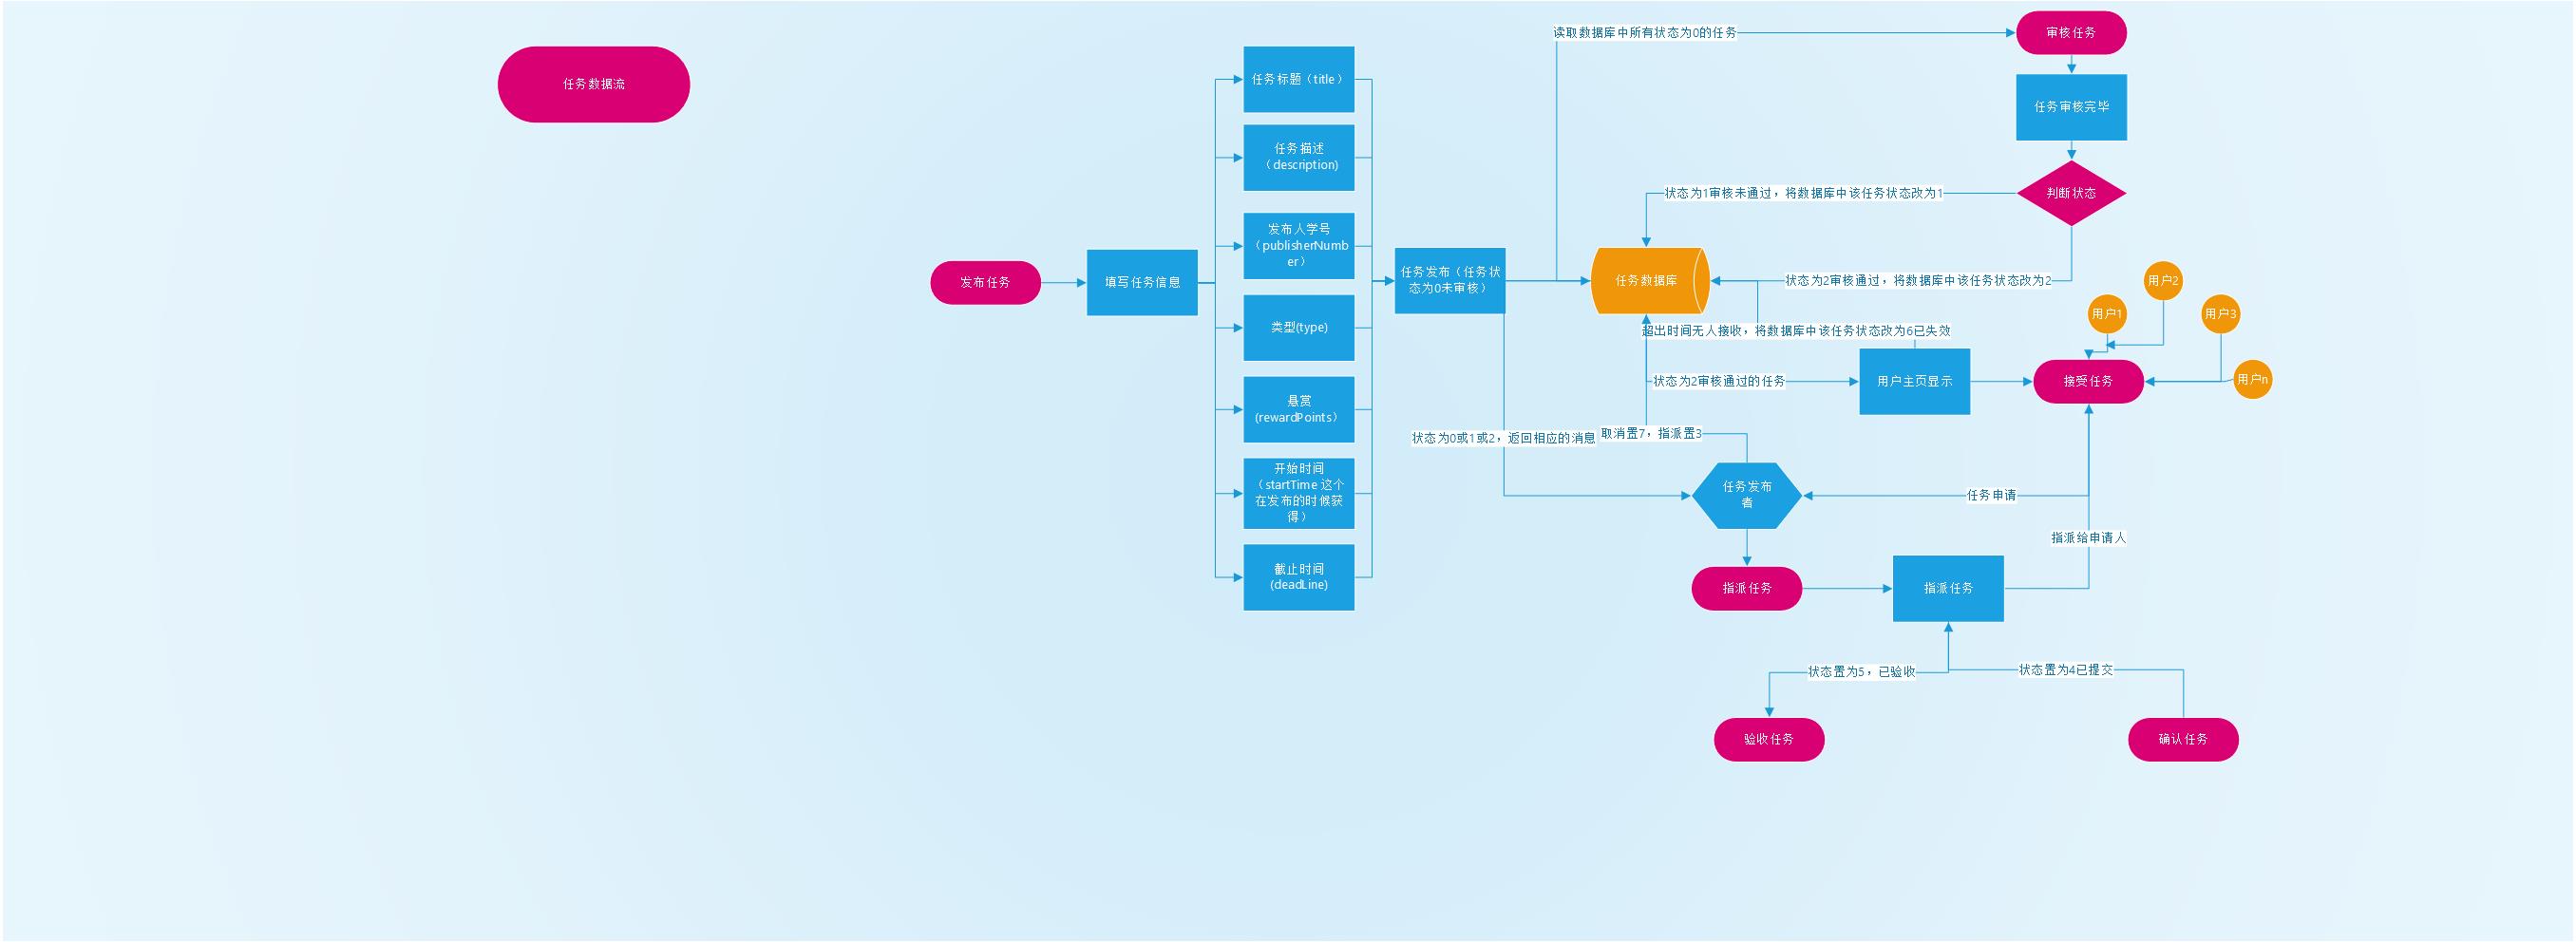 任务数据流
发布任务
填写任务信息
任务标题（title）
任务描述
（description)
发布人学号
（publisherNumb
er）
类型(type)
悬赏
(rewardPoints）
开始时间
（startTime 这个
在发布的时候获
得）
截止时间
(deadLine)
任务发布（任务状
态为0未审核）
读取数据库中所有状态为0的任务
审核任务
任务审核完毕
判断状态
状态为1审核未通过，将数据库中该任务状态改为1
任务数据库
状态为2审核通过，将数据库中该任务状态改为2
超出时间无人接收，将数据库中该任务状态改为6已失效
状态为2审核通过的任务
用户主页显示
用户1
用户2
用户3
用户n
接受任务
状态为0或1或2，返回相应的消息
取消置7，指派置3
任务发布
者
任务申请
指派给申请人
指派任务
指派任务
状态置为5，已验收
状态置为4已提交
验收任务
确认任务